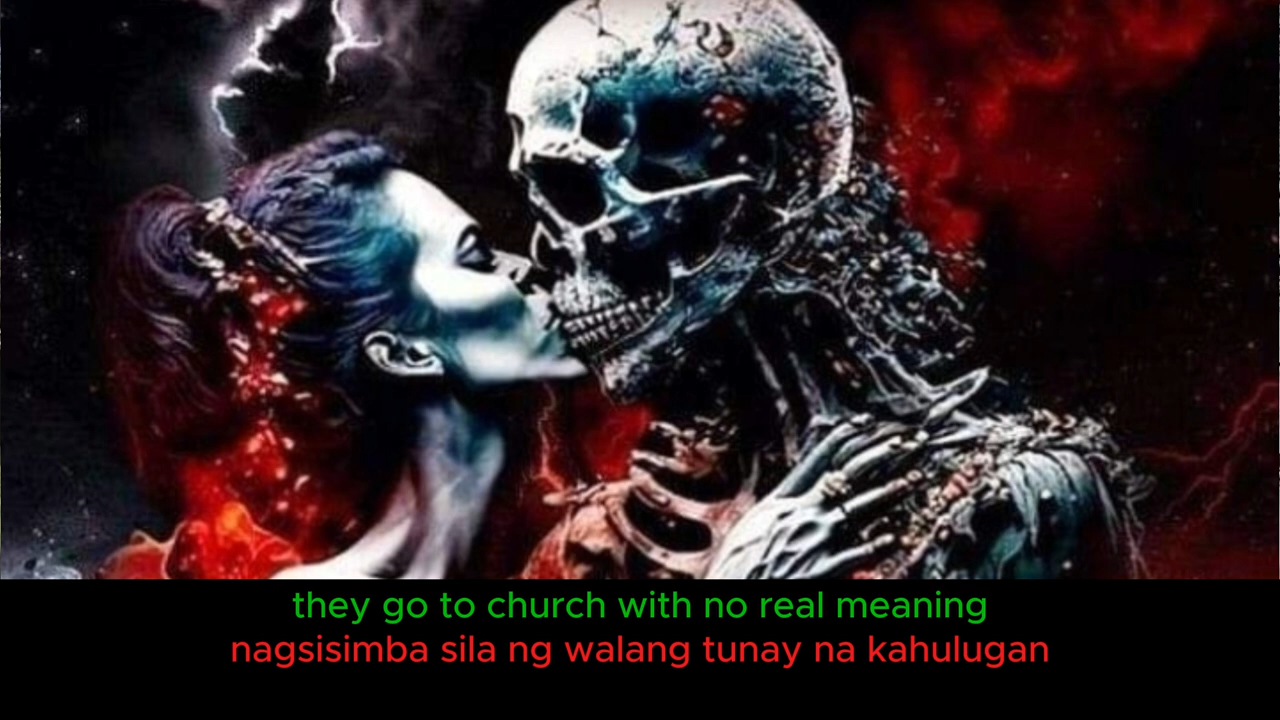 they go to church with no real meaning
nagsisimba sila ng walang tunay na kahulugan